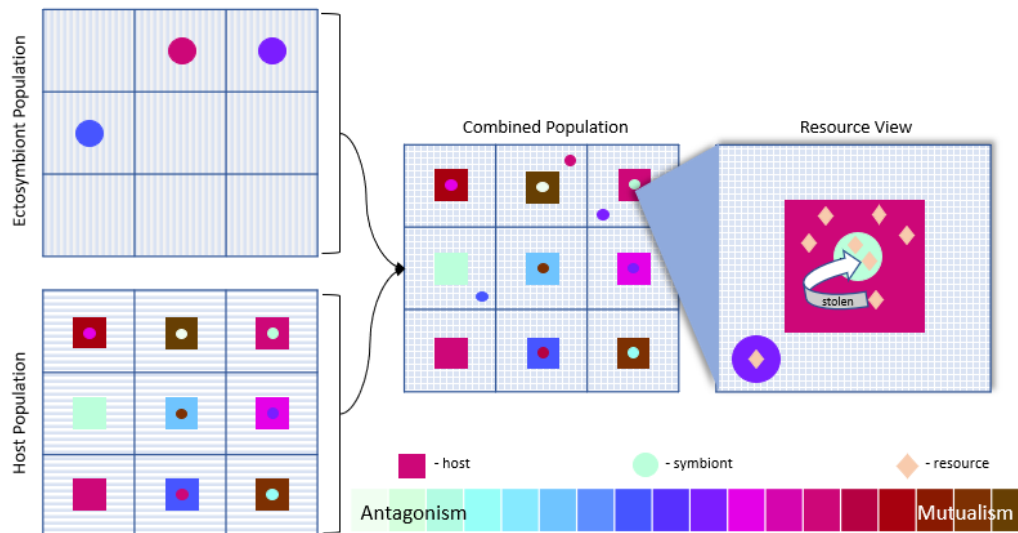 Ectosymbiont Population
Host Population
Combined Population
Resource View
stolen
- host
- symbiont
- resource
Antagonism
Mutualism